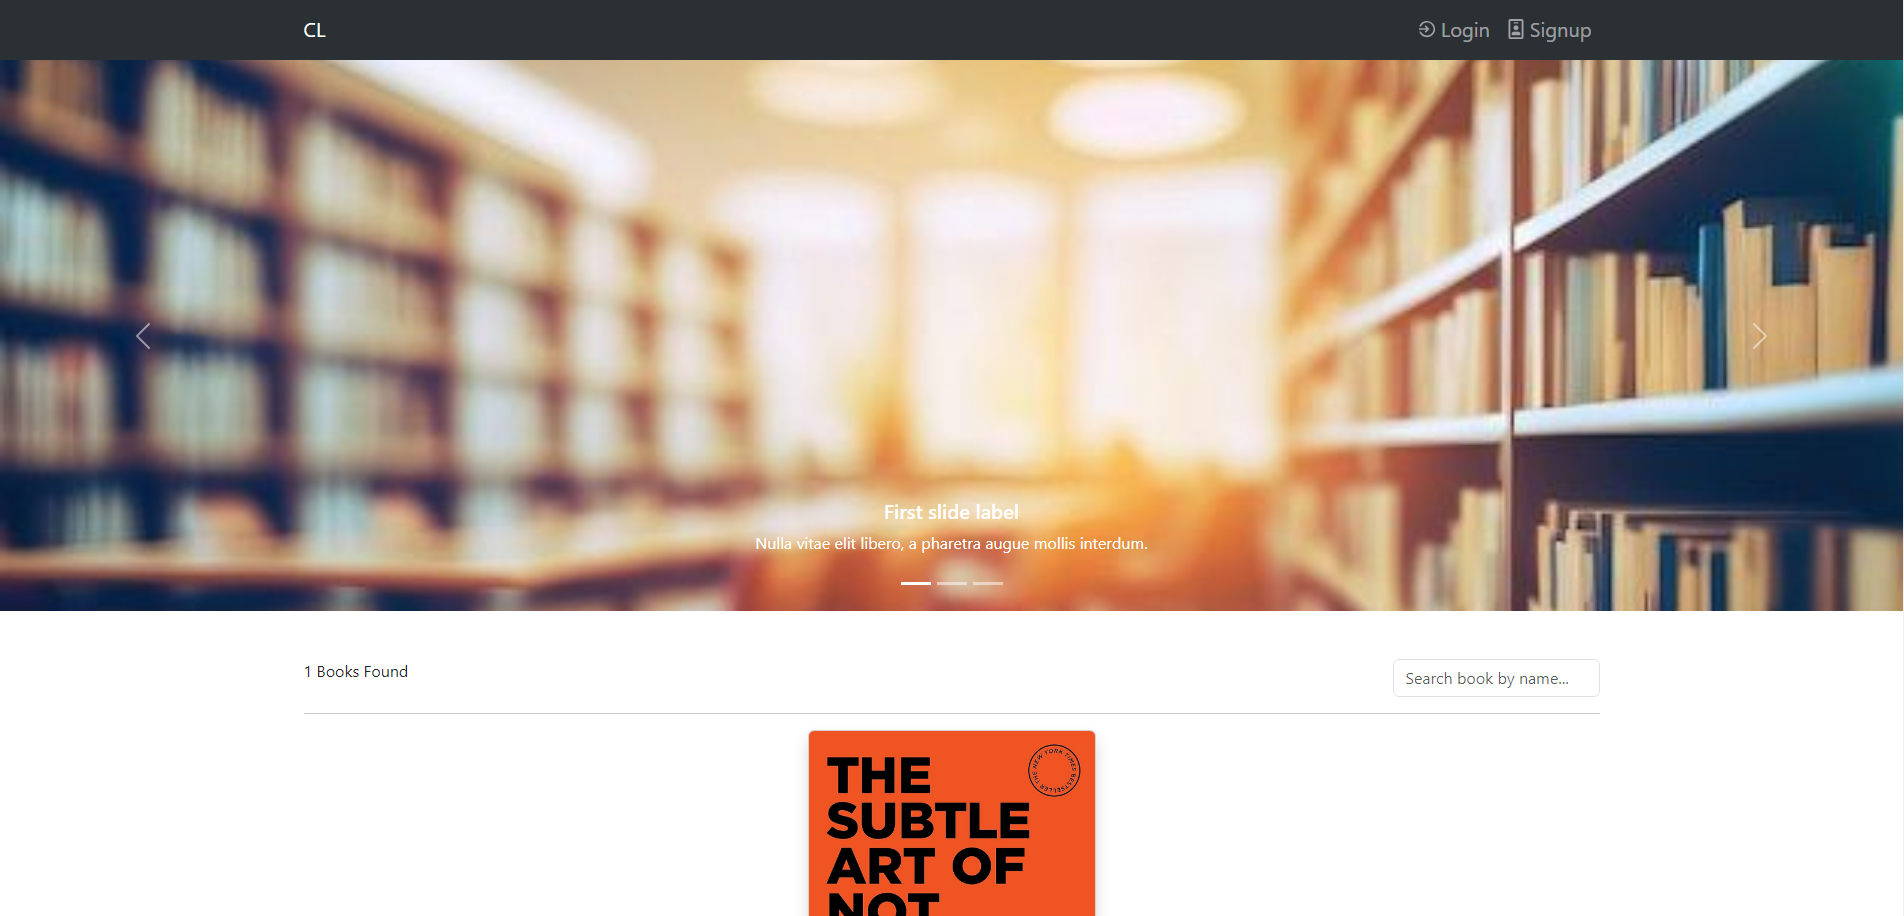 CL
Login
Signup
First slide label
Nulla vitae elit libero, a pharetra augue mollis interdum.
1 Books Found
Search book by name...
THE NEW YORK TIMES BESTSELLER
THE
SUBTLE
ART OF
NOT